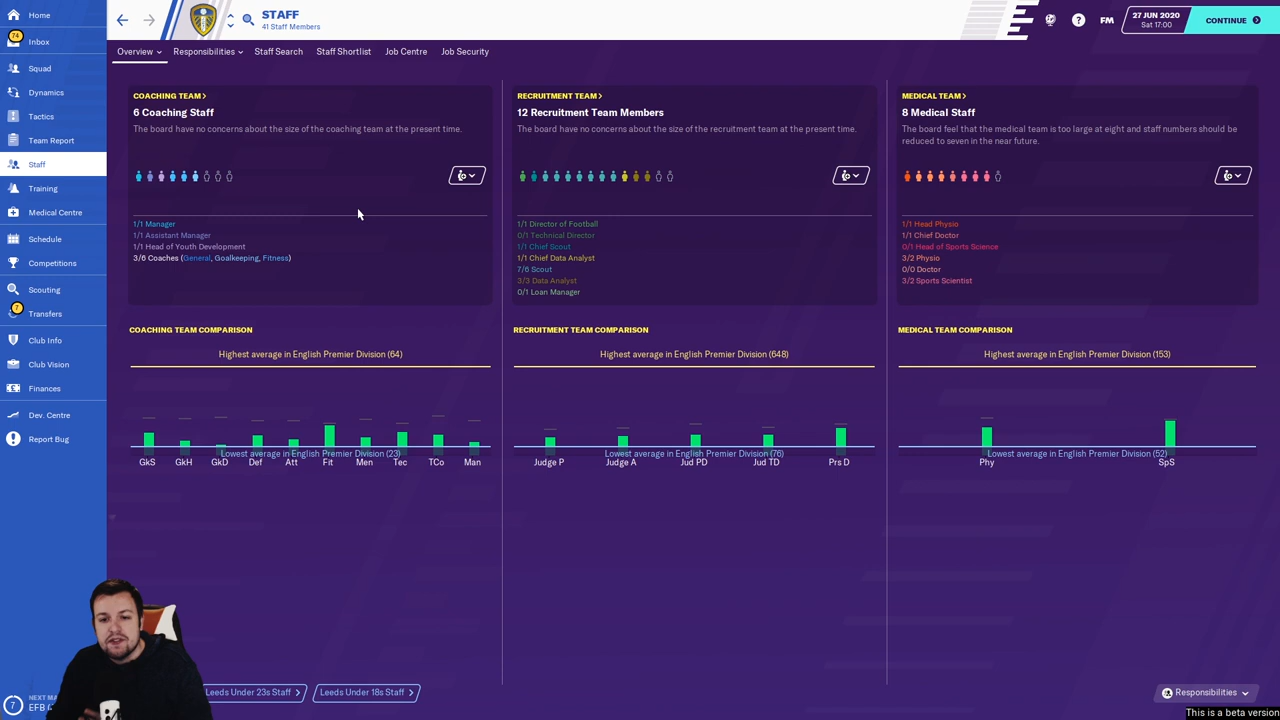 Home
74
Inbox
Squad
Dynamics
Tactics
Team Report
Staff
Training
Medical Centre
Schedule
Competitions
Scouting
7
Transfers
Club Info
Club Vision
Finances
Dev. Centre
Report Bug
7
NEXT MA
EFB
STAFF
41 Staff Members
FM
27 JUN 2020
Sat 17:00
CONTINUE
Overview
Responsibilities
Staff Search
Staff Shortlist
Job Centre
Job Security
COACHING TEAM >
6 Coaching Staff
The board have no concerns about the size of the coaching team at the present time.
1/1 Manager
1/1 Assistant Manager
1/1 Head of Youth Development
3/6 Coaches (General, Goalkeeping, Fitness)
RECRUITMENT TEAM >
12 Recruitment Team Members
The board have no concerns about the size of the recruitment team at the present time.
1/1 Director of Football
0/1 Technical Director
1/1 Chief Scout
1/1 Chief Data Analyst
7/6 Scout
3/3 Data Analyst
0/1 Loan Manager
MEDICAL TEAM >
8 Medical Staff
The board feel that the medical team is too large at eight and staff numbers should be
reduced to seven in the near future.
1/1 Head Physio
1/1 Chief Doctor
0/1 Head of Sports Science
3/2 Physio
0/0 Doctor
3/2 Sports Scientist
COACHING TEAM COMPARISON
Highest average in English Premier Division (64)
Lowest average in English Premier Division (23)
GkS GkH GkD Def Att Fit Men Tec TCo Man
RECRUITMENT TEAM COMPARISON
Highest average in English Premier Division (648)
Lowest average in English Premier Division (76)
Judge P Judge A Jud PD Jud TD Prs D
MEDICAL TEAM COMPARISON
Highest average in English Premier Division (153)
Lowest average in English Premier Division (52)
Phy SpS
Leeds Under 23s Staff >
Leeds Under 18s Staff >
Responsibilities
This is a beta version